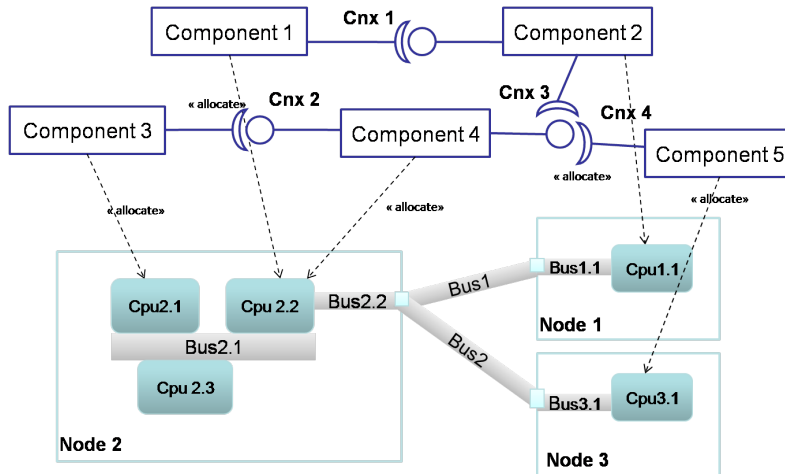 Cnx 1
Component 1
Component 2
« allocate»
Cnx 2
Cnx 3
Cnx 4
Component 3
Component 4
Component 5
« allocate»
« allocate»
« allocate»
« allocate»
Cpu2.1
Cpu 2.2
Bus2.2
Bus1
Bus1.1
Cpu1.1
Bus2.1
Node 1
Bus2
Cpu 2.3
Bus3.1
Cpu3.1
Node 2
Node 3